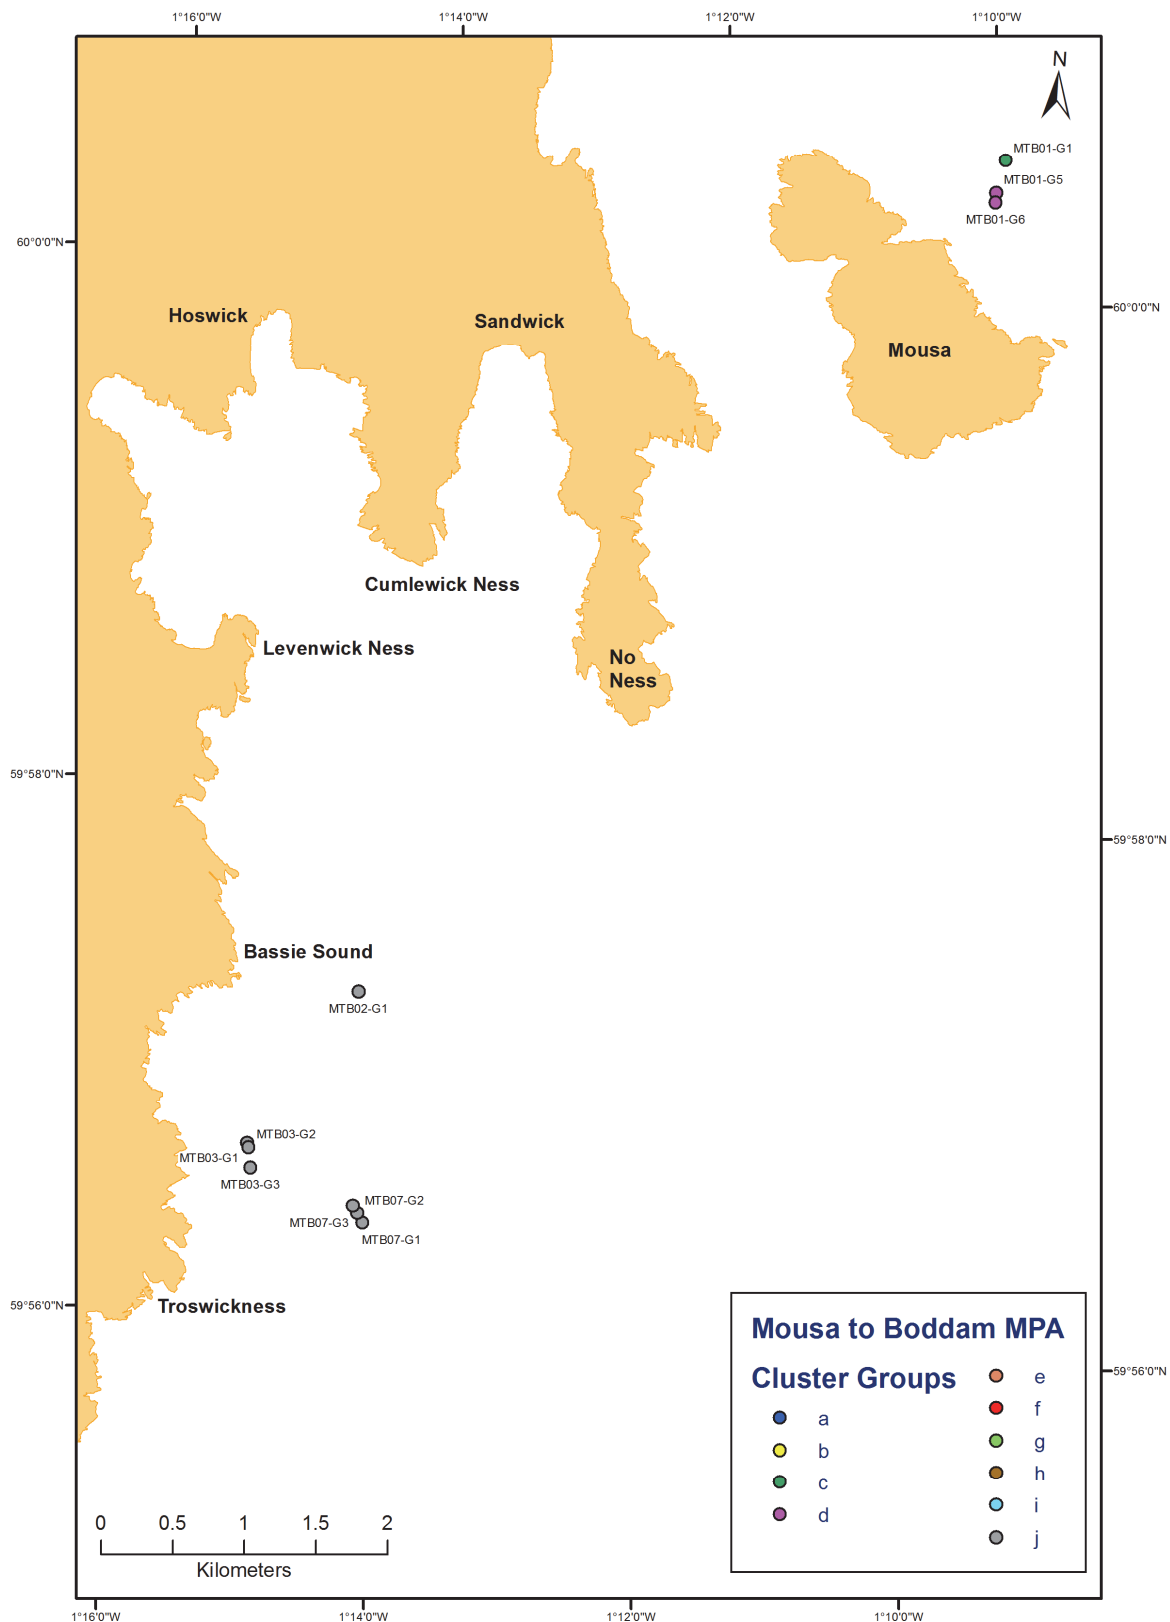 1°16'0"W
1°14'0"W
1°12'0"W
1°10'0"W
N
MTB01-G1
MTB01-G5
MTB01-G6
60°0'0"N
60°0'0"N
Hoswick
Sandwick
Mousa
Cumlewick Ness
Levenwick Ness
No
Ness
59°58'0"N
59°58'0"N
Bassie Sound
MTB02-G1
MTB03-G2
MTB03-G1
MTB03-G3
MTB07-G2
MTB07-G3
MTB07-G1
59°56'0"N
Troswickness
59°56'0"N
Mousa to Boddam MPA
Cluster Groups
a
b
c
d
e
f
g
h
i
j
0 0.5 1 1.5 2
Kilometers
1°16'0"W
1°14'0"W
1°12'0"W
1°10'0"W